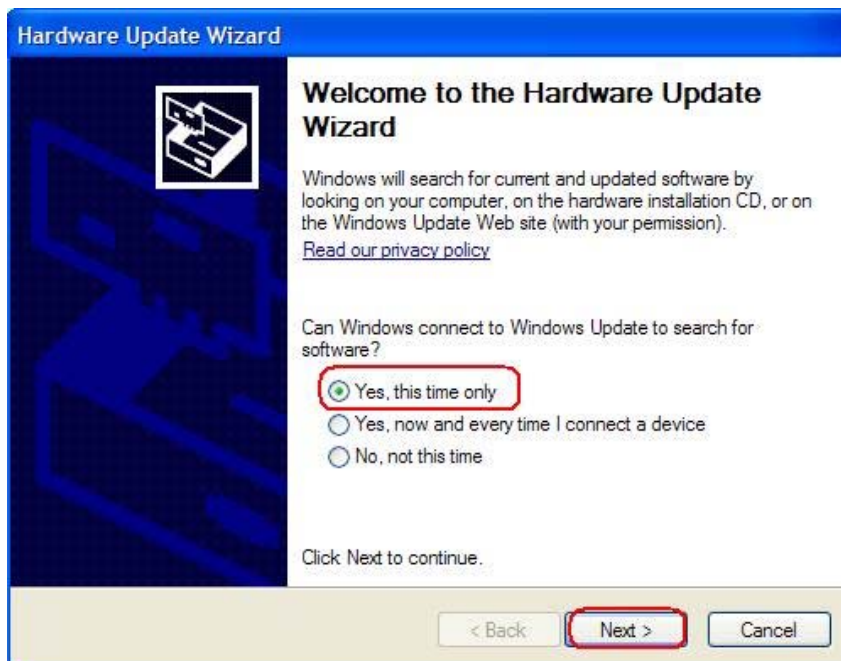 Hardware Update Wizard
Welcome to the Hardware Update
Wizard
Windows will search for current and updated software by
looking on your computer, on the hardware installation CD, or on
the Windows Update Web site (with your permission).
Read our privacy policy
Can Windows connect to Windows Update to search for
software?
Yes, this time only
Yes, now and every time I connect a device
No, not this time
Click Next to continue.
< Back Next > Cancel